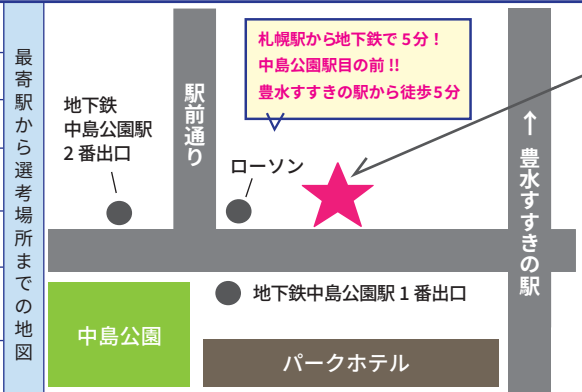 最寄駅から選考場所までの地図
札幌駅から地下鉄で5分！
中島公園駅目の前!!
豊水すすきの駅から徒歩5分
地下鉄
中島公園駅
2番出口
駅前通り
ローソン
↑ 豊水すすきの駅
地下鉄中島公園駅1番出口
中島公園
パークホテル